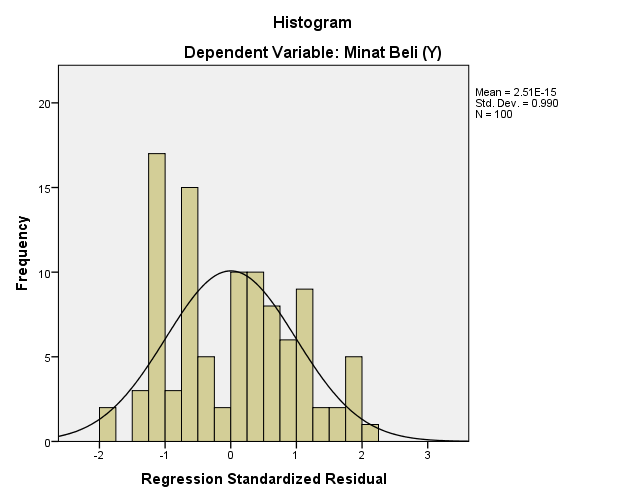 Histogram
Dependent Variable: Minat Beli (Y)
Mean = 2.51E-15
Std. Dev. = 0.990
N = 100
Frequency
20
15
10
5
0
-2 -1 0 1 2 3
Regression Standardized Residual